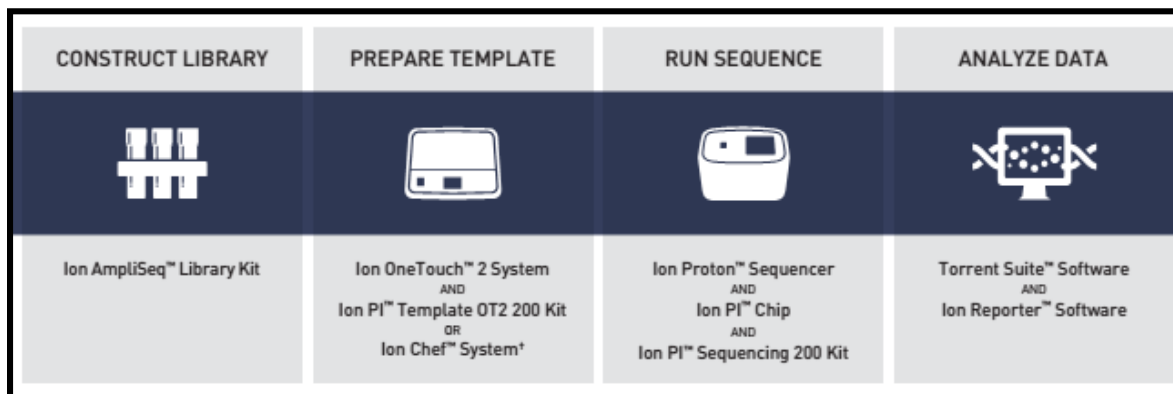 CONSTRUCT LIBRARY
PREPARE TEMPLATE
RUN SEQUENCE
ANALYZE DATA
Ion AmpliSeq™ Library Kit
Ion OneTouch™ 2 System
AND
Ion PI™ Template OT2 200 Kit
OR
Ion Chef™ System†
Ion Proton™ Sequencer
AND
Ion PI™ Chip
AND
Ion PI™ Sequencing 200 Kit
Torrent Suite™ Software
AND
Ion Reporter™ Software